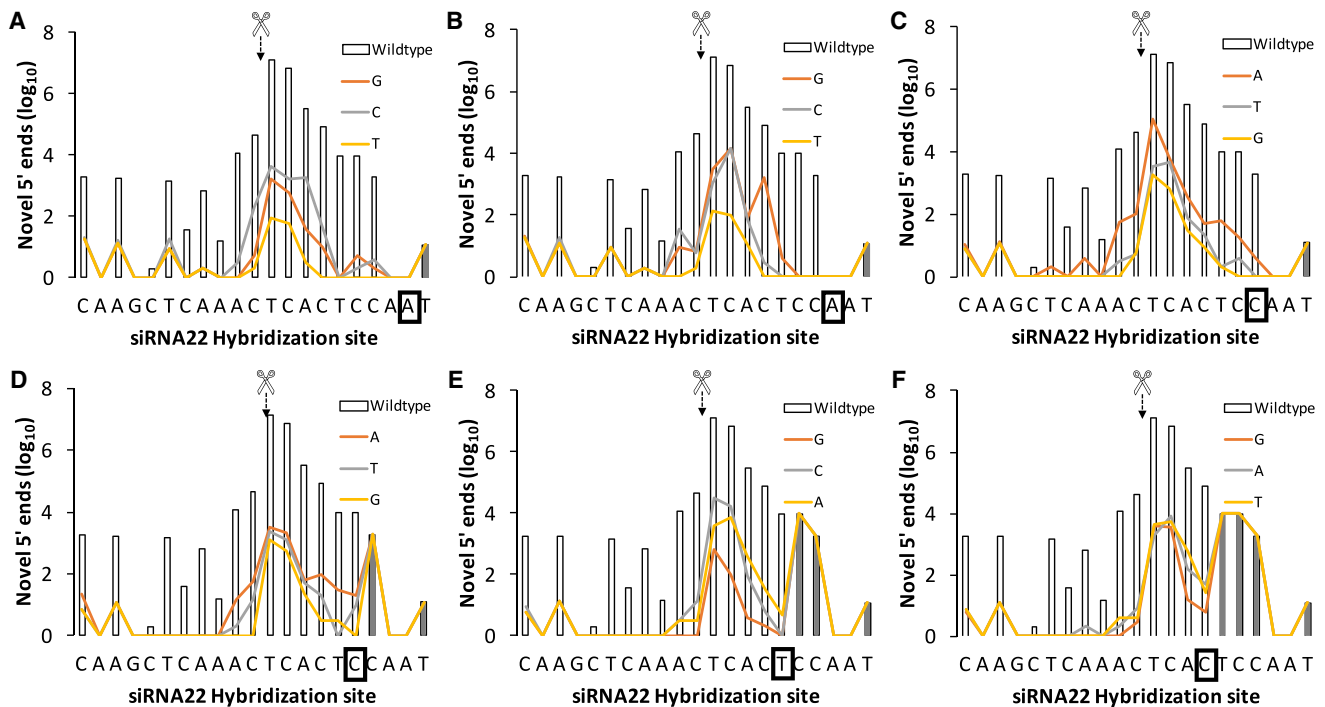 A
Novel 5' ends (log10)
8
6
4
2
0
Wildtype
G
C
T
C A A G C T C A A A C T C A C T C C A A T
siRNA22 Hybridization site
B
Novel 5' ends (log10)
8
6
4
2
0
Wildtype
G
C
T
C A A G C T C A A A C T C A C T C C A A T
siRNA22 Hybridization site
C
Novel 5' ends (log10)
8
6
4
2
0
Wildtype
A
T
G
C A A G C T C A A A C T C A C T C C A A T
siRNA22 Hybridization site
D
Novel 5' ends (log10)
8
6
4
2
0
Wildtype
A
T
G
C A A G C T C A A A C T C A C T C C A A T
siRNA22 Hybridization site
E
Novel 5' ends (log10)
8
6
4
2
0
Wildtype
G
C
A
C A A G C T C A A A C T C A C T C C A A T
siRNA22 Hybridization site
F
Novel 5' ends (log10)
8
6
4
2
0
Wildtype
G
A
T
C A A G C T C A A A C T C A C T C C A A T
siRNA22 Hybridization site